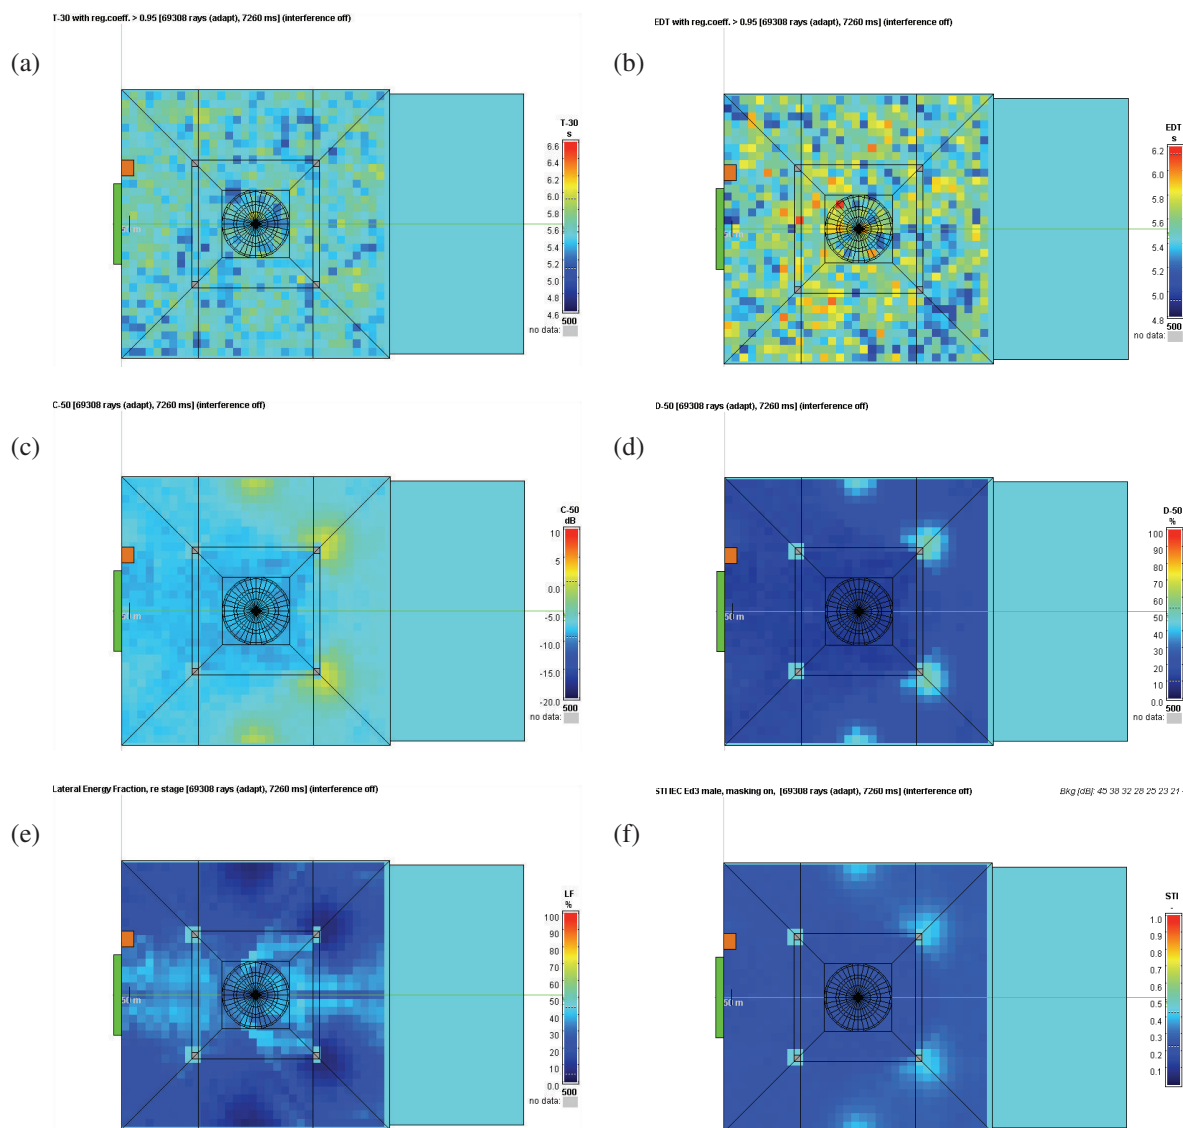 T-30 with reg.coeff. > 0.95 [69308 rays (adapt), 7260 ms] (interference off)
(a)
T-30
s
6.6
6.4
6.2
6.0
5.8
5.6
5.4
5.2
5.0
4.8
4.6
500
no data:
EDT with reg.coeff. > 0.95 [69308 rays (adapt), 7260 ms] (interference off)
(b)
EDT
s
6.2
6.0
5.8
5.6
5.4
5.2
5.0
4.8
500
no data:
C-50 [69308 rays (adapt), 7260 ms] (interference off)
(c)
50 m
C-50
dB
10
5
0.0
-5.0
-10.0
-15.0
-20.0
500
no data:
D-50 [69308 rays (adapt), 7260 ms] (interference off)
(d)
50 m
D-50
%
100
90
80
70
60
50
40
30
20
10
0.0
500
no data:
Lateral Energy Fraction, re stage [69308 rays (adapt), 7260 ms] (interference off)
(e)
50 m
LF
%
100
90
80
70
60
50
40
30
20
10
0.0
500
no data:
STI IEC Ed3 male, masking on, [69308 rays (adapt), 7260 ms] (interference off)
Bkg [dB]: 45 38 32 28 25 23 21
(f)
50 m
STI
-
1.0
0.9
0.8
0.7
0.6
0.5
0.4
0.3
0.2
0.1